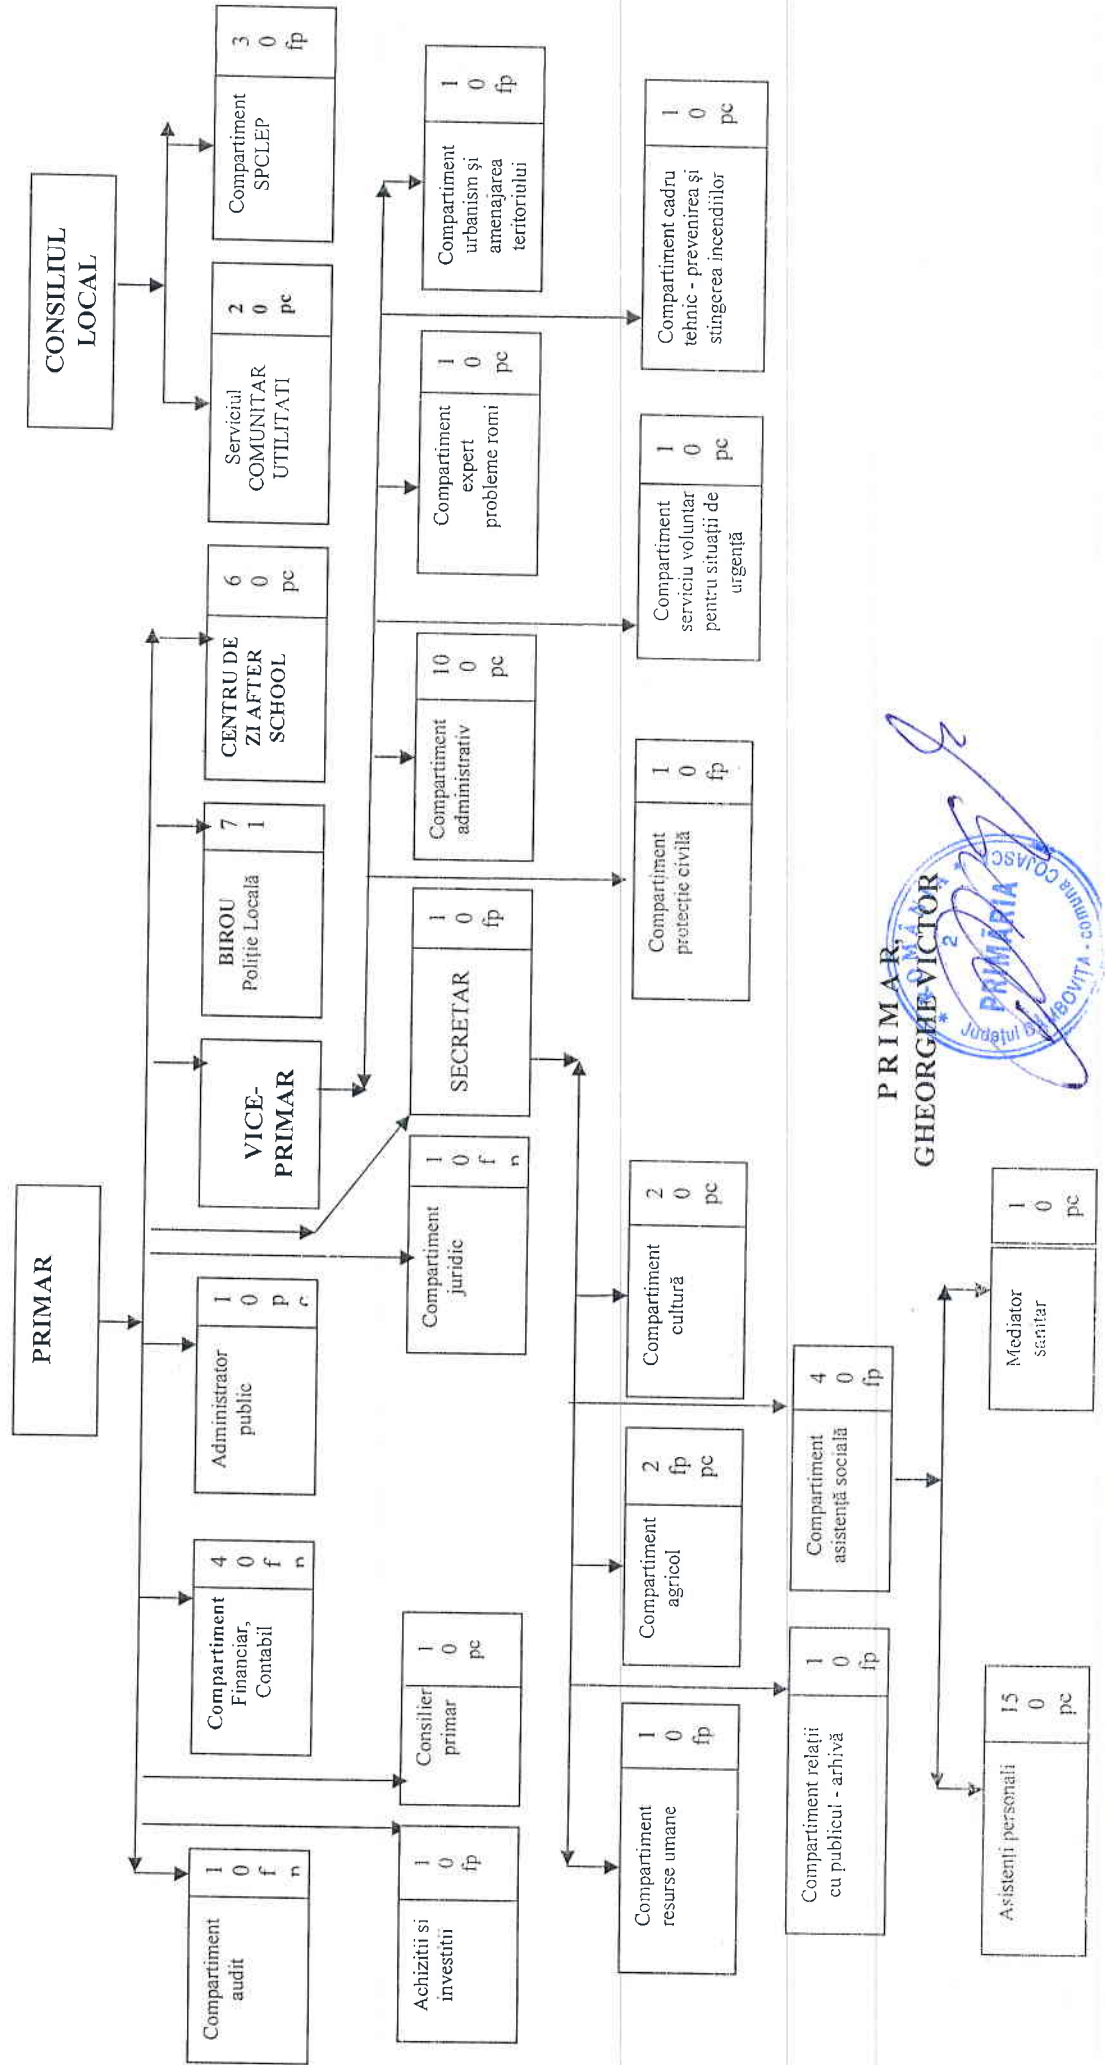 CONSILIUL
LOCAL
PRIMAR
Compartiment
audit
1
0
f
n
Compartiment
Financiar,
Contabil
4
0
f
n
Administrator
public
1
0
p
c
VICE-
PRIMAR
BIROU
Poliție Locală
7
1
CENTRU DE
ZI AFTER
SCHOOL
6
0
pc
Serviciul
COMUNITAR
UTILITATI
2
0
pc
Compartiment
SPCLEP
3
0
fp
Achizitii si
investitii
1
0
fp
Consilier
primar
1
0
pc
Compartiment
juridic
1
0
f
n
SECRETAR
1
0
fp
Compartiment
administrativ
10
0
pc
Compartiment
expert
probleme romi
1
0
pc
Compartiment
urbanism și
amenajarea
teritoriului
1
0
fp
Compartiment
resurse umane
1
0
fp
Compartiment
agricol
2
fp
pc
Compartiment
cultură
2
0
pc
Compartiment
protecție civilă
1
0
fp
Compartiment
serviciu voluntar
pentru situații de
urgență
1
0
pc
Compartiment cadru
tehnic - prevenirea și
stingerea incendiilor
1
0
pc
Compartiment relații
cu publicul - arhivă
1
0
fp
Compartiment
asistență socială
4
0
fp
Asistenți personali
15
0
pc
Mediator
sanitar
1
0
pc
PRIMAR,
GHEORGHE VICTOR
* ROMÂNIA *
2
PRIMĂRIA
Județul DÂMBOVIȚA - comuna COJASC